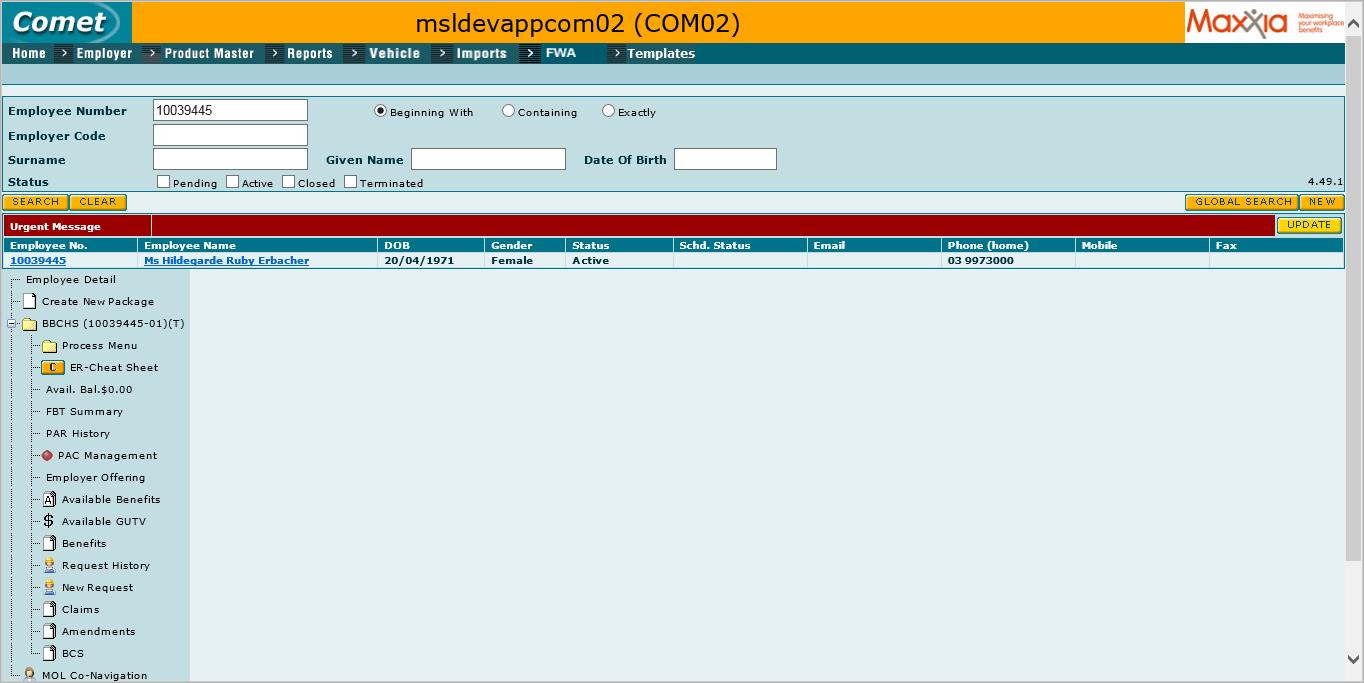 Comet msldevappcom02 (COM02) Maxxia Maximising your workplace benefits
Home > Employer > Product Master > Reports > Vehicle > Imports > FWA > Templates
Employee Number 10039445 Beginning With Containing Exactly
Employer Code
Surname Given Name Date Of Birth
Status Pending Active Closed Terminated 4.49.1
SEARCH CLEAR GLOBAL SEARCH NEW
Urgent Message UPDATE
Employee No. Employee Name DOB Gender Status Schd. Status Email Phone (home) Mobile Fax
10039445 Ms Hildegarde Ruby Erbacher 20/04/1971 Female Active 03 9973000
Employee Detail
Create New Package
BBCHS (10039445-01)(T)
Process Menu
C ER-Cheat Sheet
Avail. Bal.$0.00
FBT Summary
PAR History
PAC Management
Employer Offering
A Available Benefits
$ Available GUTV
Benefits
Request History
New Request
Claims
Amendments
BCS
MOL Co-Navigation